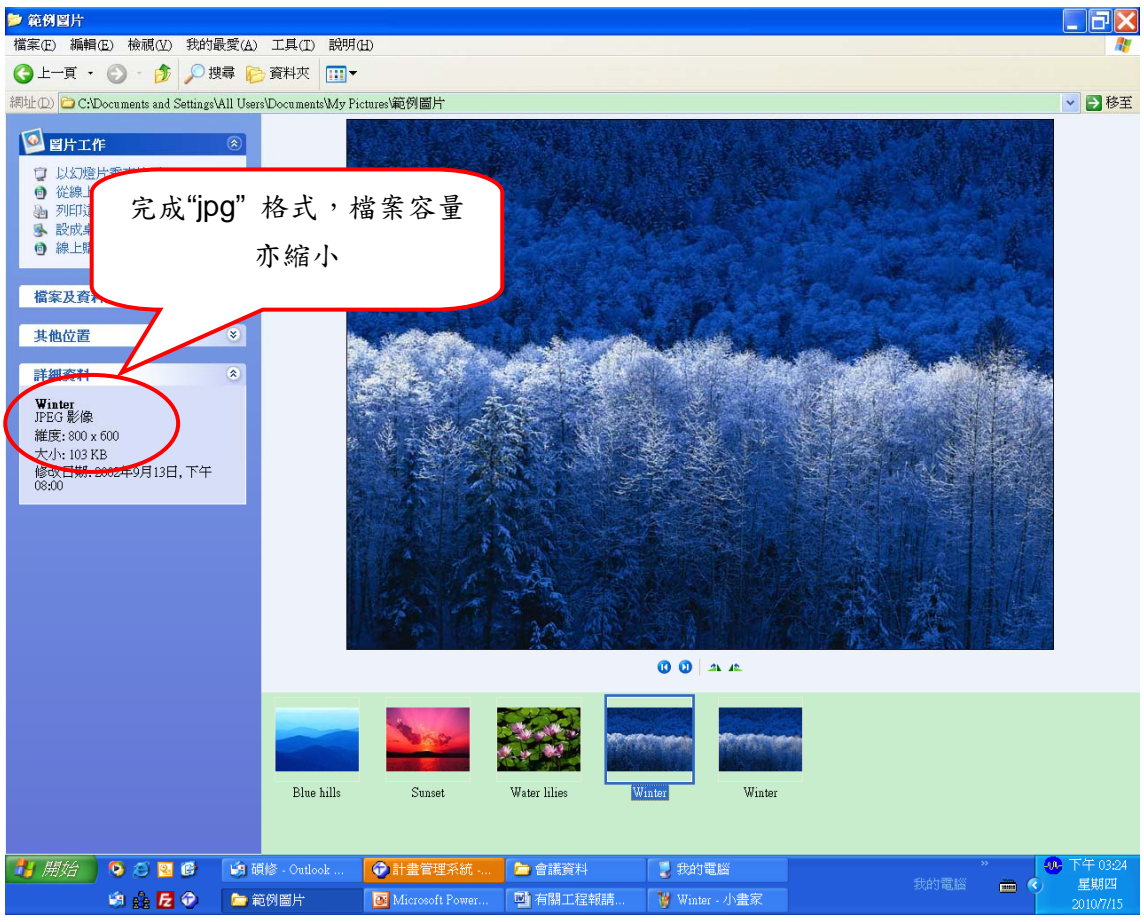 範例圖片
檔案(F) 編輯(E) 檢視(V) 我的最愛(A) 工具(T) 說明(H)
上一頁 搜尋 資料夾
網址(D) C:\Documents and Settings\All Users\Documents\My Pictures\範例圖片 移至
圖片工作
以幻燈片
從線上
列印
設成
線上
完成“jpg” 格式，檔案容量
亦縮小
檔案及資
其他位置
詳細資料
Winter
JPEG 影像
維度: 800 x 600
大小: 103 KB
修改日期: 2002年9月13日, 下午
08:00
Blue hills Sunset Water lilies Winter Winter
開始 碩修 - Outlook ... 計畫管理系統 -... 會議資料 我的電腦
範例圖片 Microsoft Power... 有關工程報請... Winter - 小畫家
我的電腦
»
下午 03:24
星期四
2010/7/15